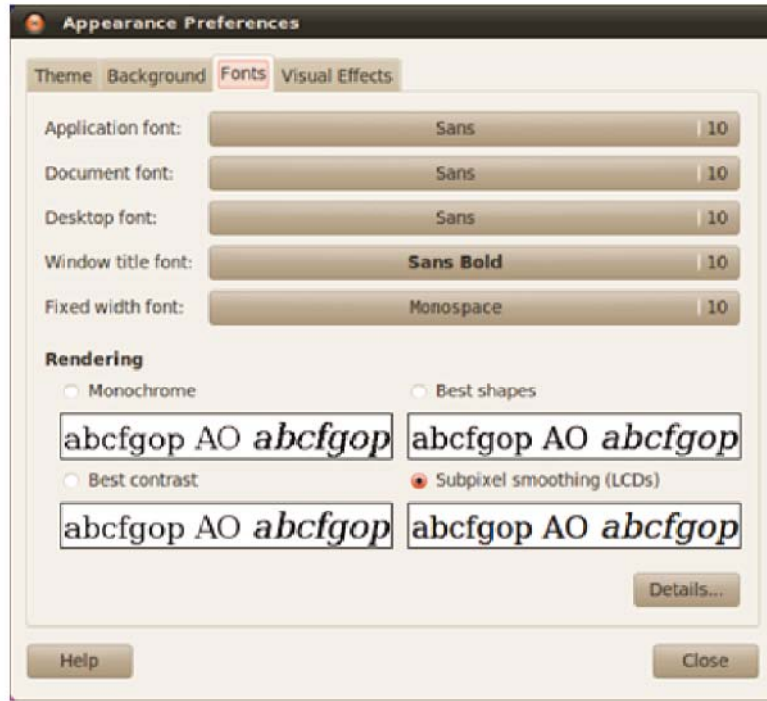 Appearance Preferences
Theme Background Fonts Visual Effects
Application font: Sans 10
Document font: Sans 10
Desktop font: Sans 10
Window title font: Sans Bold 10
Fixed width font: Monospace 10
Rendering
Monochrome Best shapes
abcfgop AO abcfgop abcfgop AO abcfgop
Best contrast Subpixel smoothing (LCDs)
abcfgop AO abcfgop abcfgop AO abcfgop
Details...
Help Close